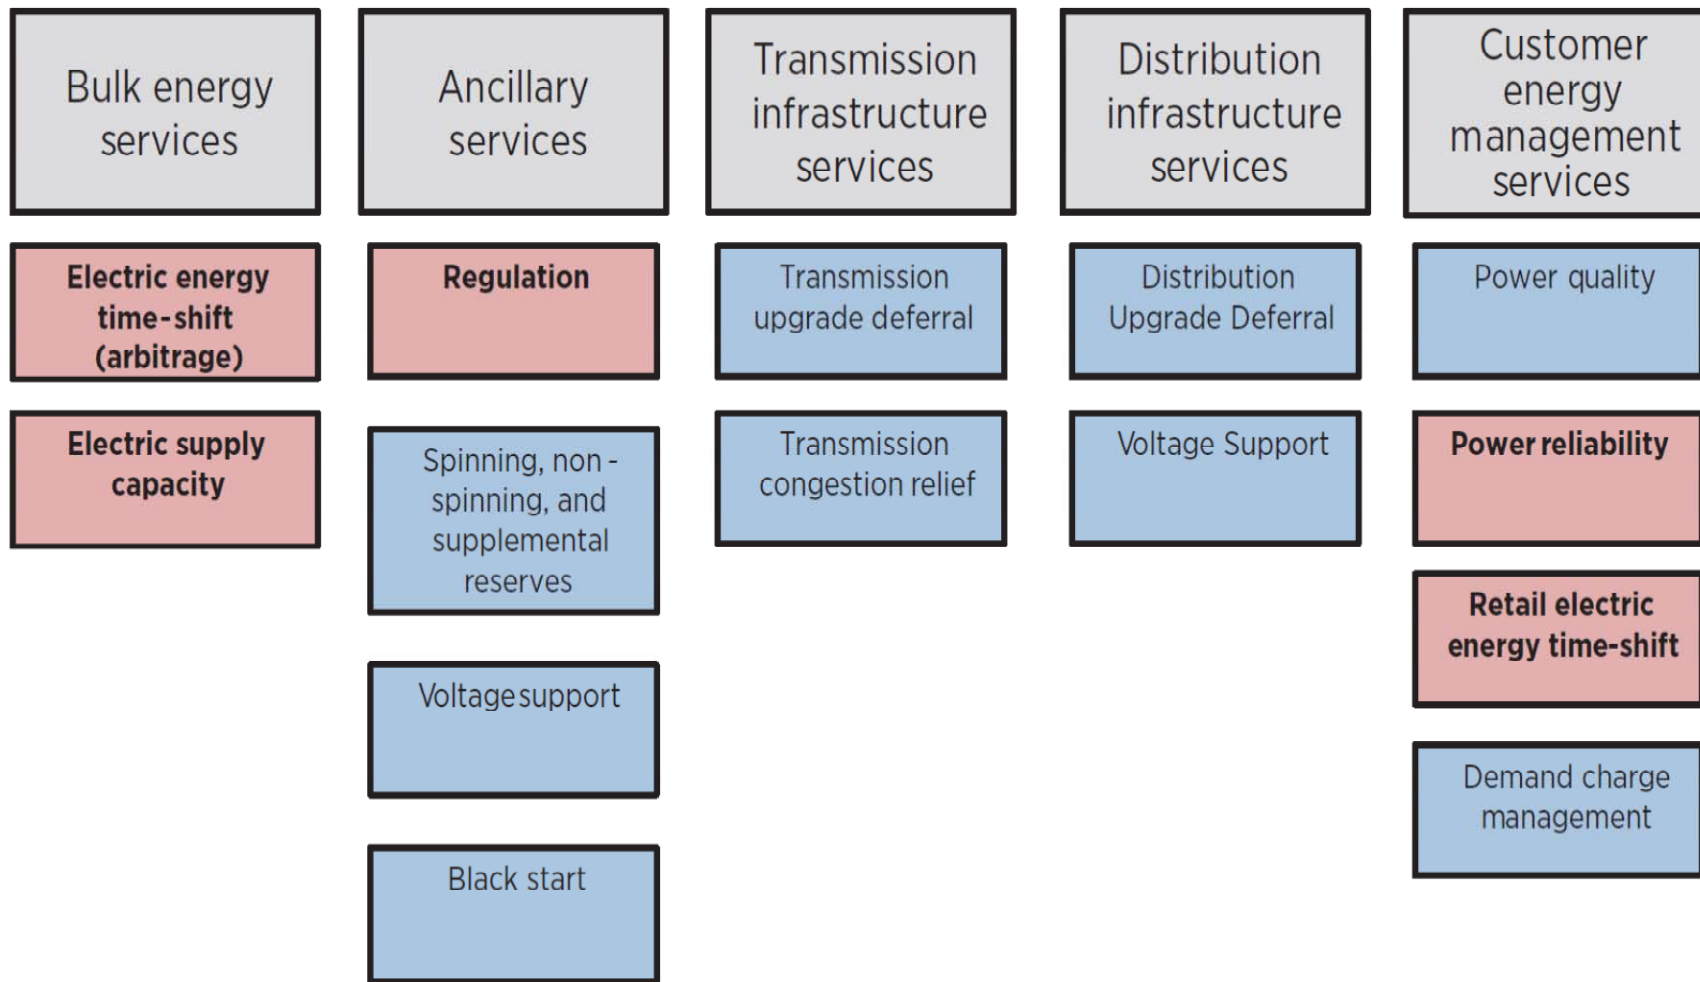 Bulk energy
services
Electric energy
time-shift
(arbitrage)
Electric supply
capacity
Ancillary
services
Regulation
Spinning, non -
spinning, and
supplemental
reserves
Voltage support
Black start
Transmission
infrastructure
services
Transmission
upgrade deferral
Transmission
congestion relief
Distribution
infrastructure
services
Distribution
Upgrade Deferral
Voltage Support
Customer
energy
management
services
Power quality
Power reliability
Retail electric
energy time-shift
Demand charge
management